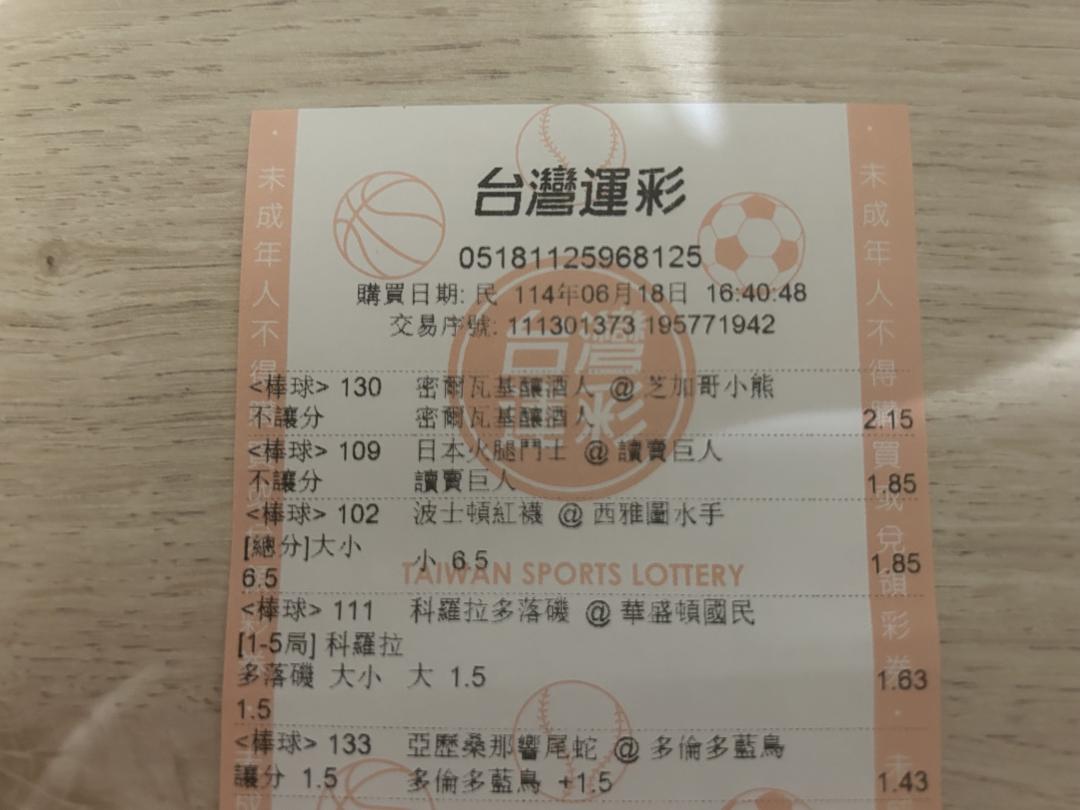 台灣運彩
05181125968125
購買日期: 民 114年06月18日 16:40:48
交易序號: 111301373 195771942
<棒球> 130 密爾瓦基釀酒人 @ 芝加哥小熊
不讓分 密爾瓦基釀酒人 2.15
<棒球> 109 日本火腿鬥士 @ 讀賣巨人
不讓分 讀賣巨人 1.85
<棒球> 102 波士頓紅襪 @ 西雅圖水手
[總分]大小 小 6.5 1.85
6.5
TAIWAN SPORTS LOTTERY
<棒球> 111 科羅拉多落磯 @ 華盛頓國民
[1-5局] 科羅拉
多落磯 大小 大 1.5 1.63
1.5
<棒球> 133 亞歷桑那響尾蛇 @ 多倫多藍鳥
讓分 1.5 多倫多藍鳥 +1.5 1.43
未成年人不得
未成年人不得購買或兌領彩券
台灣運彩